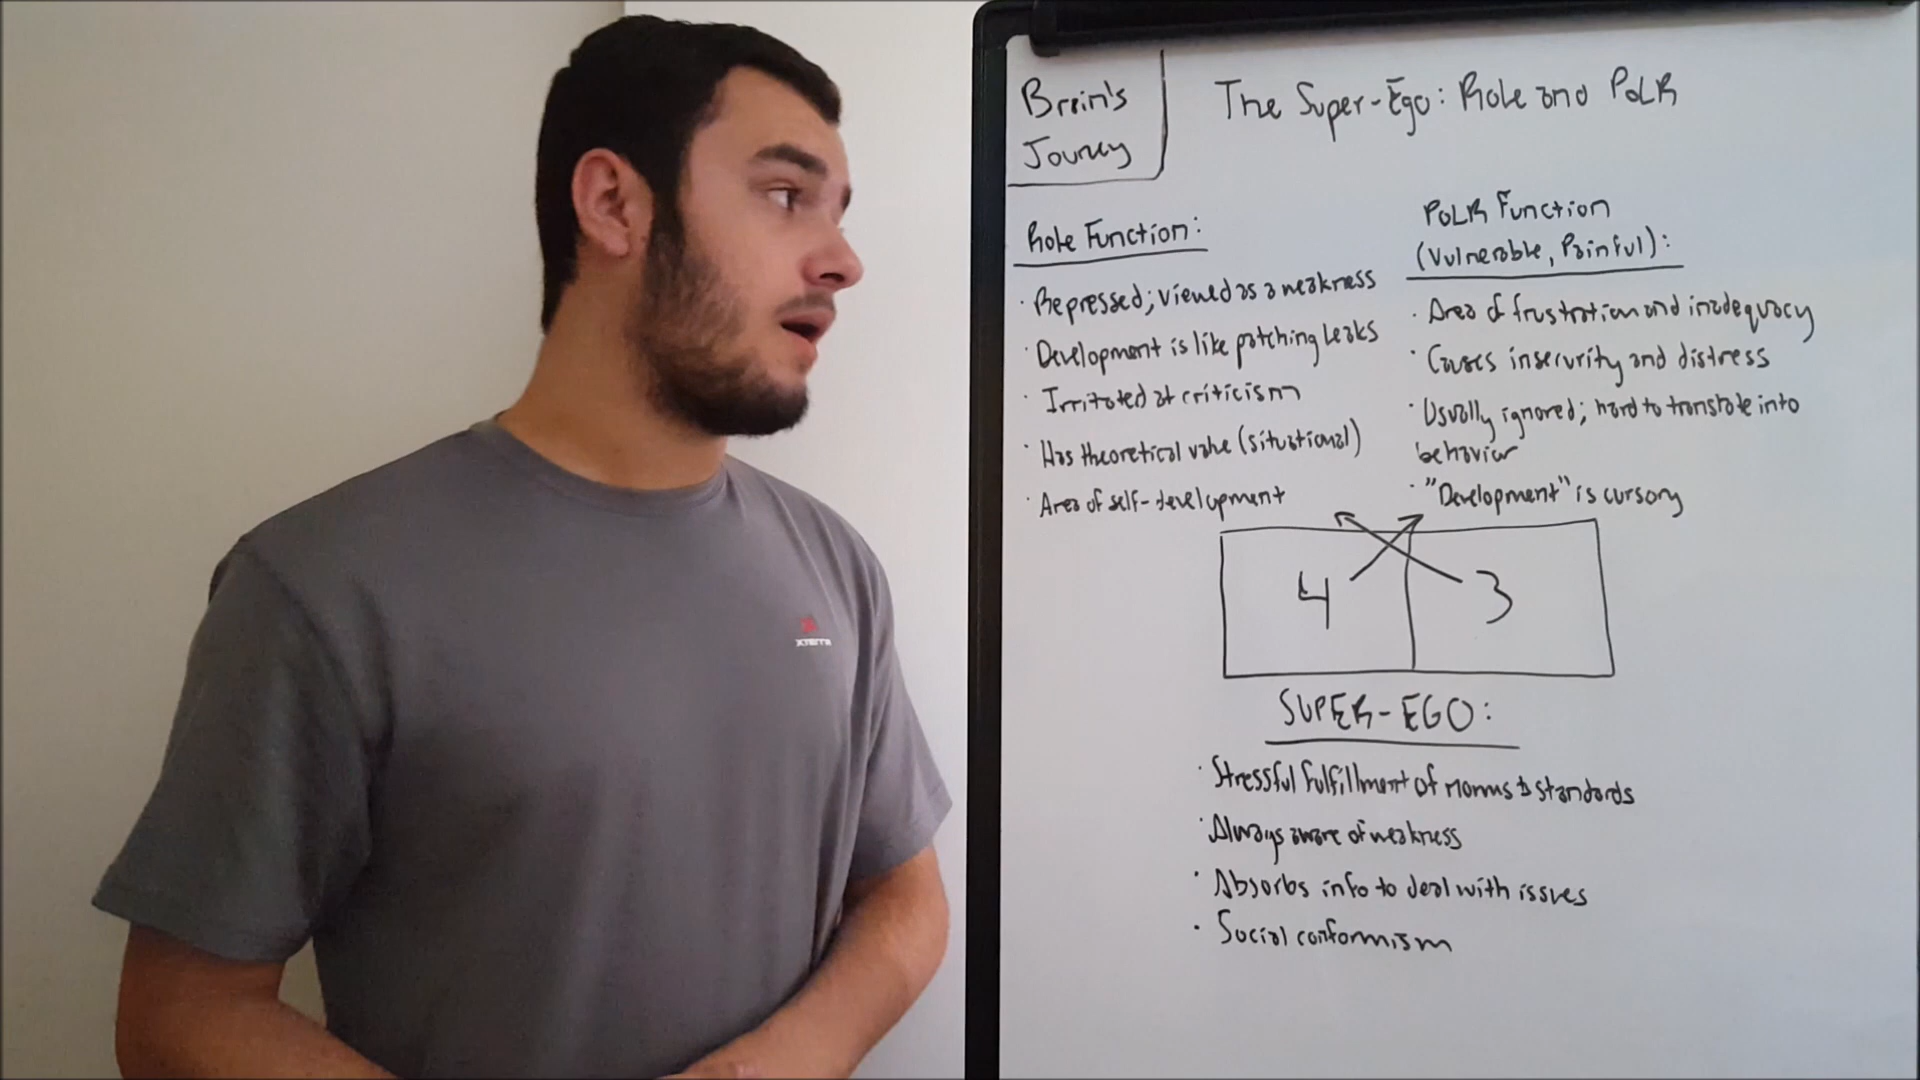 Brain's
Journey
The Super-Ego: Role and PoLR
Role Function:
· Repressed; viewed as a weakness
· Development is like patching leaks
· Irritated at criticism
· Has theoretical value (situational)
· Area of self-development
PoLR Function
(Vulnerable, Painful):
· Area of frustration and inadequacy
· Causes insecurity and distress
· Usually ignored; hard to translate into
behavior
· "Development" is cursory
4 3
SUPER-EGO:
· Stressful fulfillment of norms & standards
· Always aware of weakness
· Absorbs info to deal with issues
· Social conformism
XTERRA